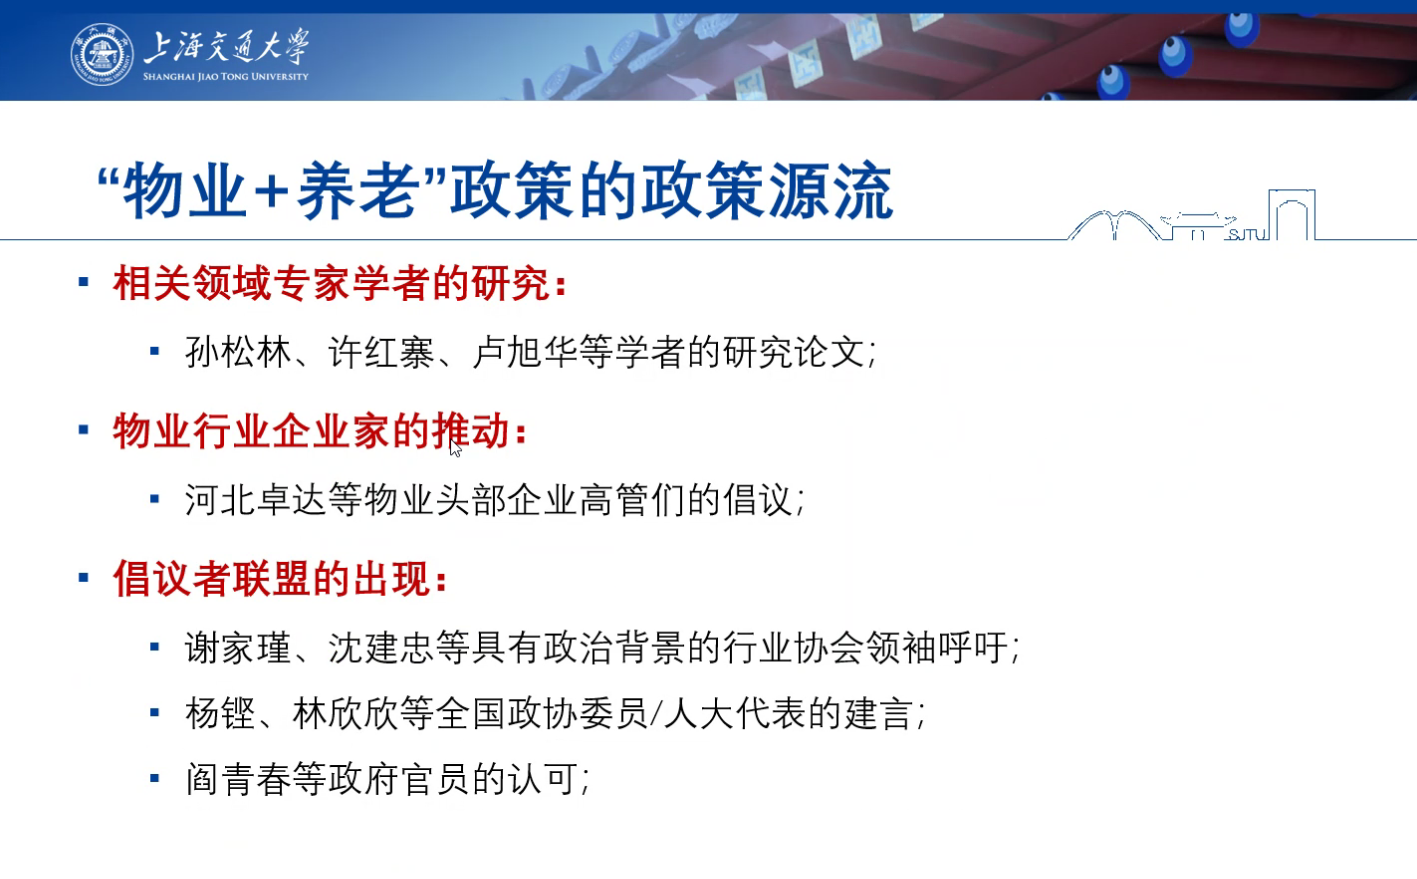 上海交通大学
SHANGHAI JIAO TONG UNIVERSITY
“物业+养老”政策的政策源流
SJTU
▪ 相关领域专家学者的研究：
▪ 孙松林、许红寨、卢旭华等学者的研究论文；
▪ 物业行业企业家的推动：
▪ 河北卓达等物业头部企业高管们的倡议；
▪ 倡议者联盟的出现：
▪ 谢家瑾、沈建忠等具有政治背景的行业协会领袖呼吁；
▪ 杨铿、林欣欣等全国政协委员/人大代表的建言；
▪ 阎青春等政府官员的认可；